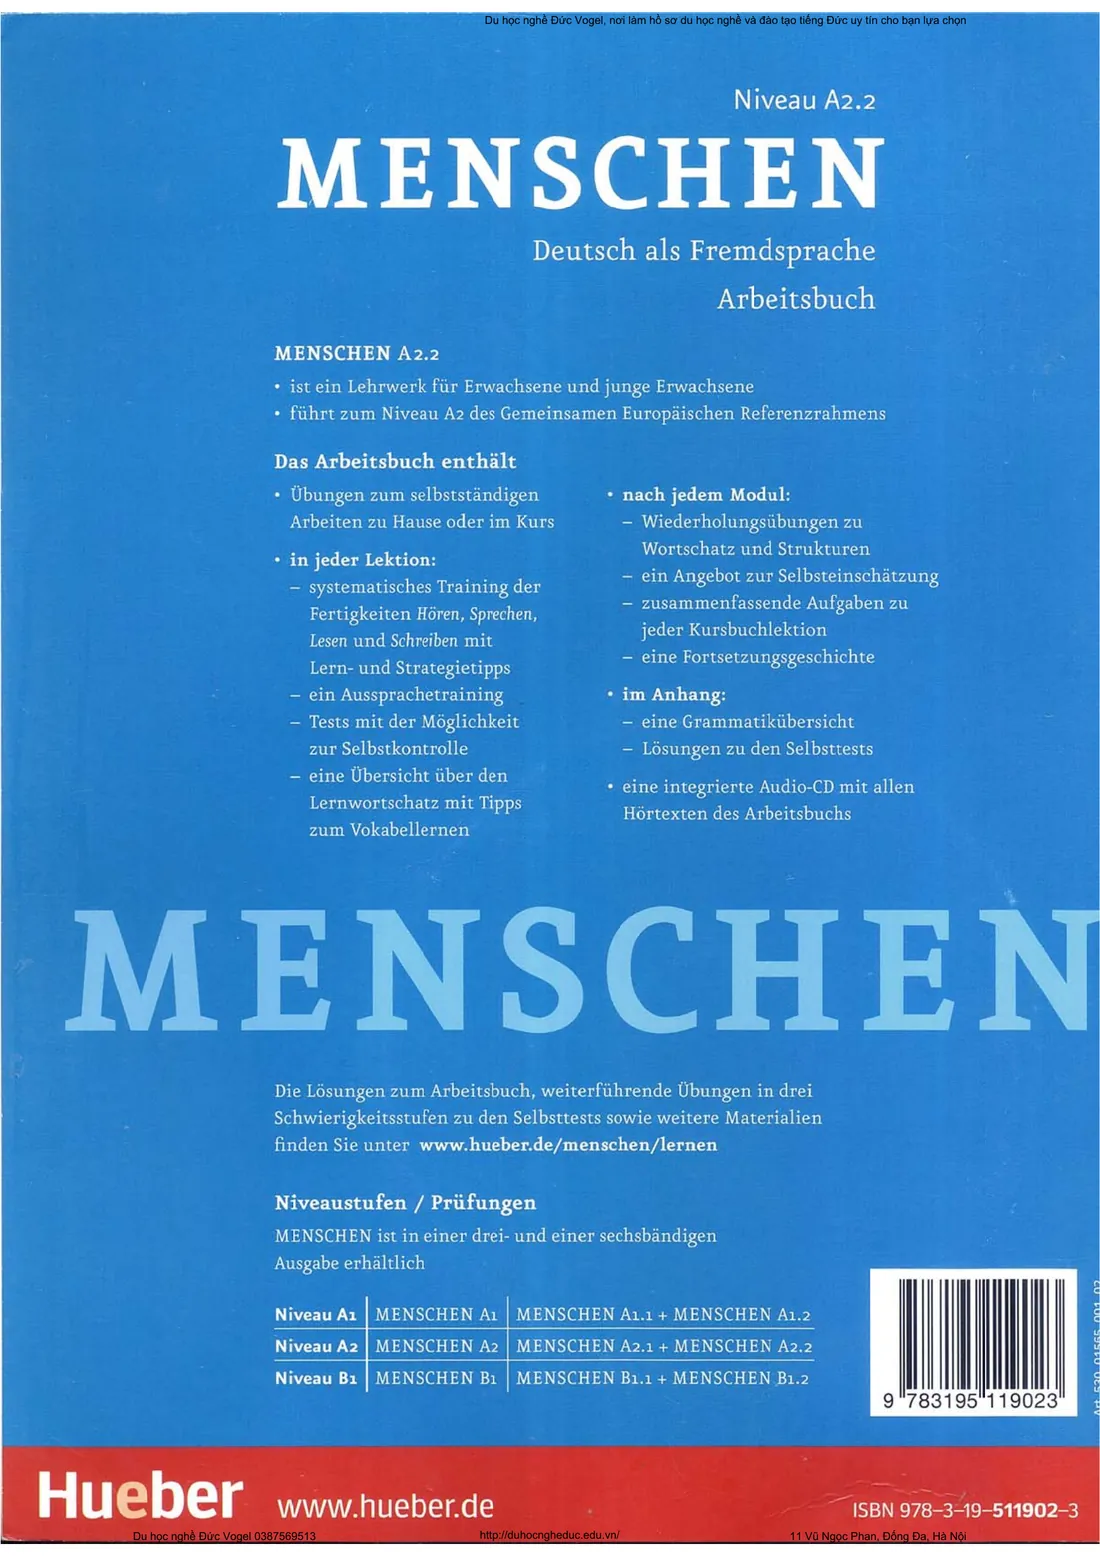 Du học nghề Đức Vogel, nơi làm hồ sơ du học nghề và đào tạo tiếng Đức uy tín cho bạn lựa chọn
Niveau A2.2
MENSCHEN
Deutsch als Fremdsprache
Arbeitsbuch
MENSCHEN A2.2
• ist ein Lehrwerk für Erwachsene und junge Erwachsene
• führt zum Niveau A2 des Gemeinsamen Europäischen Referenzrahmens
Das Arbeitsbuch enthält
• Übungen zum selbstständigen
Arbeiten zu Hause oder im Kurs
• in jeder Lektion:
– systematisches Training der
Fertigkeiten Hören, Sprechen,
Lesen und Schreiben mit
Lern- und Strategietipps
– ein Aussprachetraining
– Tests mit der Möglichkeit
zur Selbstkontrolle
– eine Übersicht über den
Lernwortschatz mit Tipps
zum Vokabellernen
• nach jedem Modul:
– Wiederholungsübungen zu
Wortschatz und Strukturen
– ein Angebot zur Selbsteinschätzung
– zusammenfassende Aufgaben zu
jeder Kursbuchlektion
– eine Fortsetzungsgeschichte
• im Anhang:
– eine Grammatikübersicht
– Lösungen zu den Selbsttests
• eine integrierte Audio-CD mit allen
Hörtexten des Arbeitsbuchs
MENSCHEN
Die Lösungen zum Arbeitsbuch, weiterführende Übungen in drei
Schwierigkeitsstufen zu den Selbsttests sowie weitere Materialien
finden Sie unter www.hueber.de/menschen/lernen
Niveaustufen / Prüfungen
MENSCHEN ist in einer drei- und einer sechsbändigen
Ausgabe erhältlich
Niveau A1 MENSCHEN A1 MENSCHEN A1.1 + MENSCHEN A1.2
Niveau A2 MENSCHEN A2 MENSCHEN A2.1 + MENSCHEN A2.2
Niveau B1 MENSCHEN B1 MENSCHEN B1.1 + MENSCHEN B1.2
9 783195 119023
Hueber
www.hueber.de
ISBN 978–3–19–511902–3
Du học nghề Đức Vogel 0387569513
http://duhocngheduc.edu.vn/
11 Vũ Ngọc Phan, Đống Đa, Hà Nội